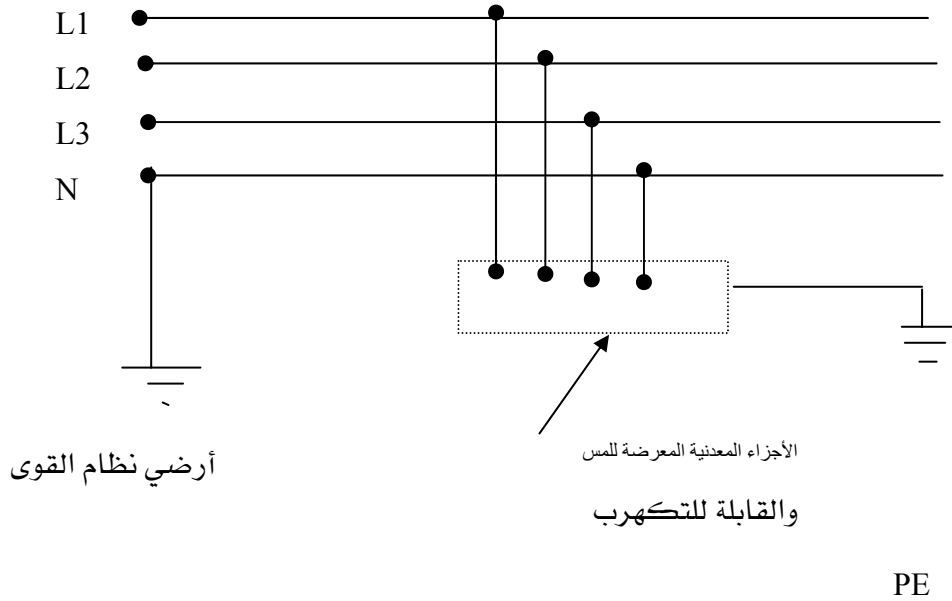 L1
L2
L3
N
أرضي نظام القوى
الأجزاء المعدنية المعرضة للمس
والقابلة للتكهرب
PE